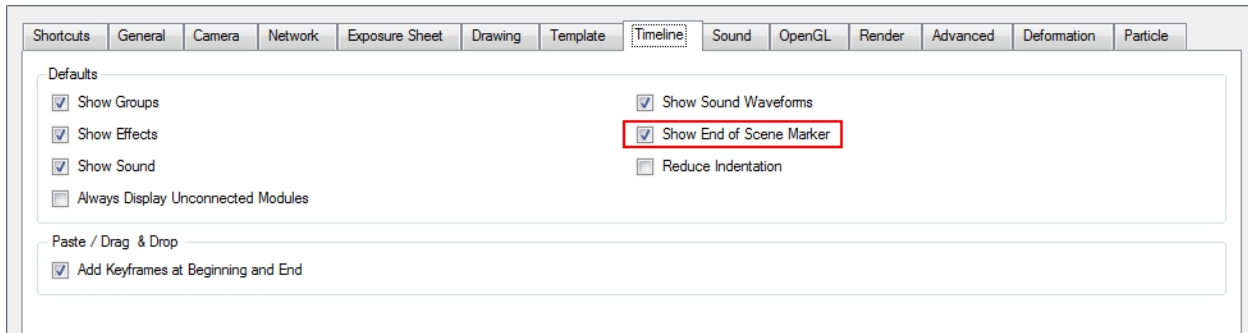 Shortcuts General Camera Network Exposure Sheet Drawing Template Timeline Sound OpenGL Render Advanced Deformation Particle
Defaults
Show Groups Show Sound Waveforms
Show Effects Show End of Scene Marker
Show Sound Reduce Indentation
Always Display Unconnected Modules
Paste / Drag & Drop
Add Keyframes at Beginning and End